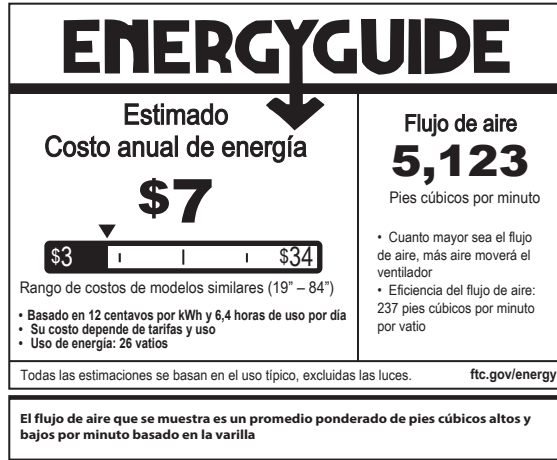 ENERGYGUIDE
Estimado
Costo anual de energía
$7
$3
$34
Rango de costos de modelos similares (19” – 84”)
• Basado en 12 centavos por kWh y 6,4 horas de uso por día
• Su costo depende de tarifas y uso
• Uso de energía: 26 vatios
Flujo de aire
5,123
Pies cúbicos por minuto
• Cuanto mayor sea el flujo
de aire, más aire moverá el
ventilador
• Eficiencia del flujo de aire:
237 pies cúbicos por minuto
por vatio
Todas las estimaciones se basan en el uso típico, excluidas las luces.
ftc.gov/energy
El flujo de aire que se muestra es un promedio ponderado de pies cúbicos altos y
bajos por minuto basado en la varilla